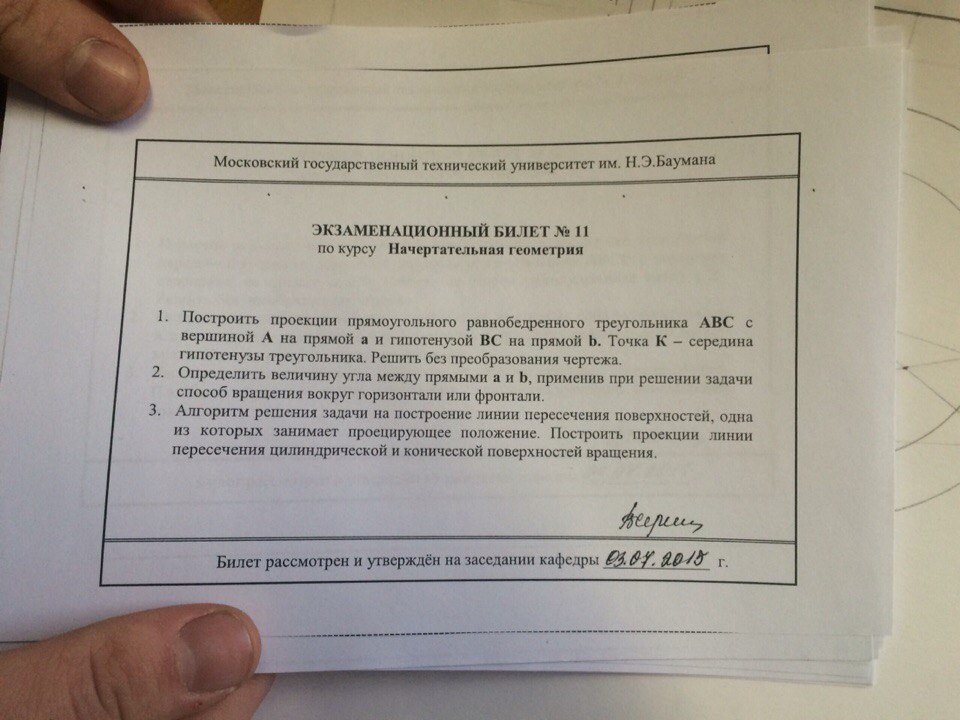 Московский государственный технический университет им. Н.Э.Баумана
ЭКЗАМЕНАЦИОННЫЙ БИЛЕТ № 11
по курсу Начертательная геометрия
1. Построить проекции прямоугольного равнобедренного треугольника ABC с
вершиной A на прямой a и гипотенузой BC на прямой b. Точка K – середина
гипотенузы треугольника. Решить без преобразования чертежа.
2. Определить величину угла между прямыми a и b, применив при решении задачи
способ вращения вокруг горизонтали или фронтали.
3. Алгоритм решения задачи на построение линии пересечения поверхностей, одна
из которых занимает проецирующее положение. Построить проекции линии
пересечения цилиндрической и конической поверхностей вращения.
Билет рассмотрен и утверждён на заседании кафедры 03.07.2015 г.